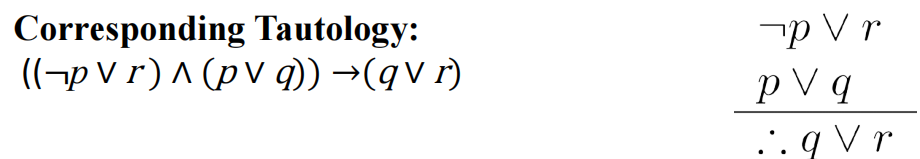 Corresponding Tautology:
((¬p ∨ r ) ∧ (p ∨ q)) →(q ∨ r)
¬p ∨ r
p ∨ q
∴ q ∨ r